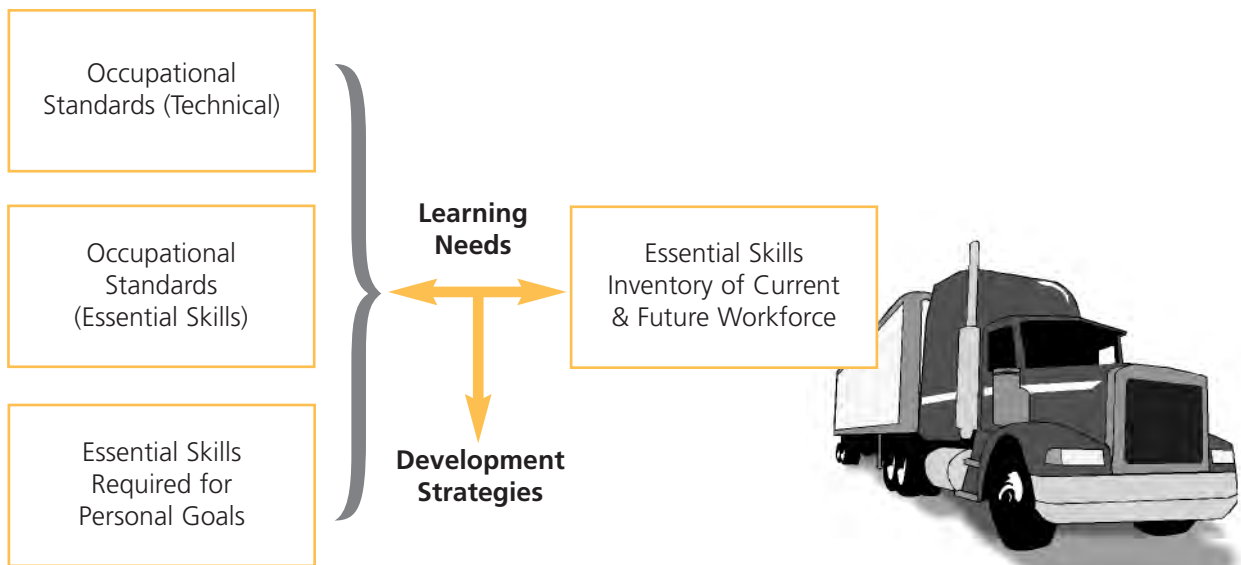 Occupational
Standards (Technical)
Occupational
Standards
(Essential Skills)
Essential Skills
Required for
Personal Goals
Learning
Needs
Development
Strategies
Essential Skills
Inventory of Current
& Future Workforce